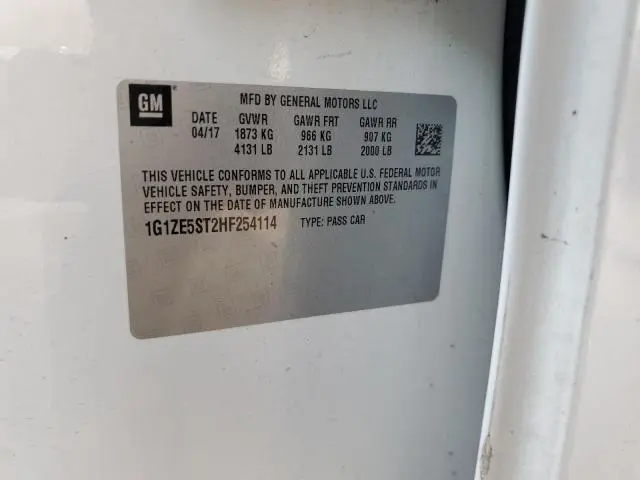 GM
MFD BY GENERAL MOTORS LLC
DATE GVWR GAWR FRT GAWR RR
04/17 1873 KG 966 KG 907 KG
4131 LB 2131 LB 2000 LB
THIS VEHICLE CONFORMS TO ALL APPLICABLE U.S. FEDERAL MOTOR
VEHICLE SAFETY, BUMPER, AND THEFT PREVENTION STANDARDS IN
EFFECT ON THE DATE OF MANUFACTURE SHOWN ABOVE.
1G1ZE5ST2HF254114 TYPE: PASS CAR